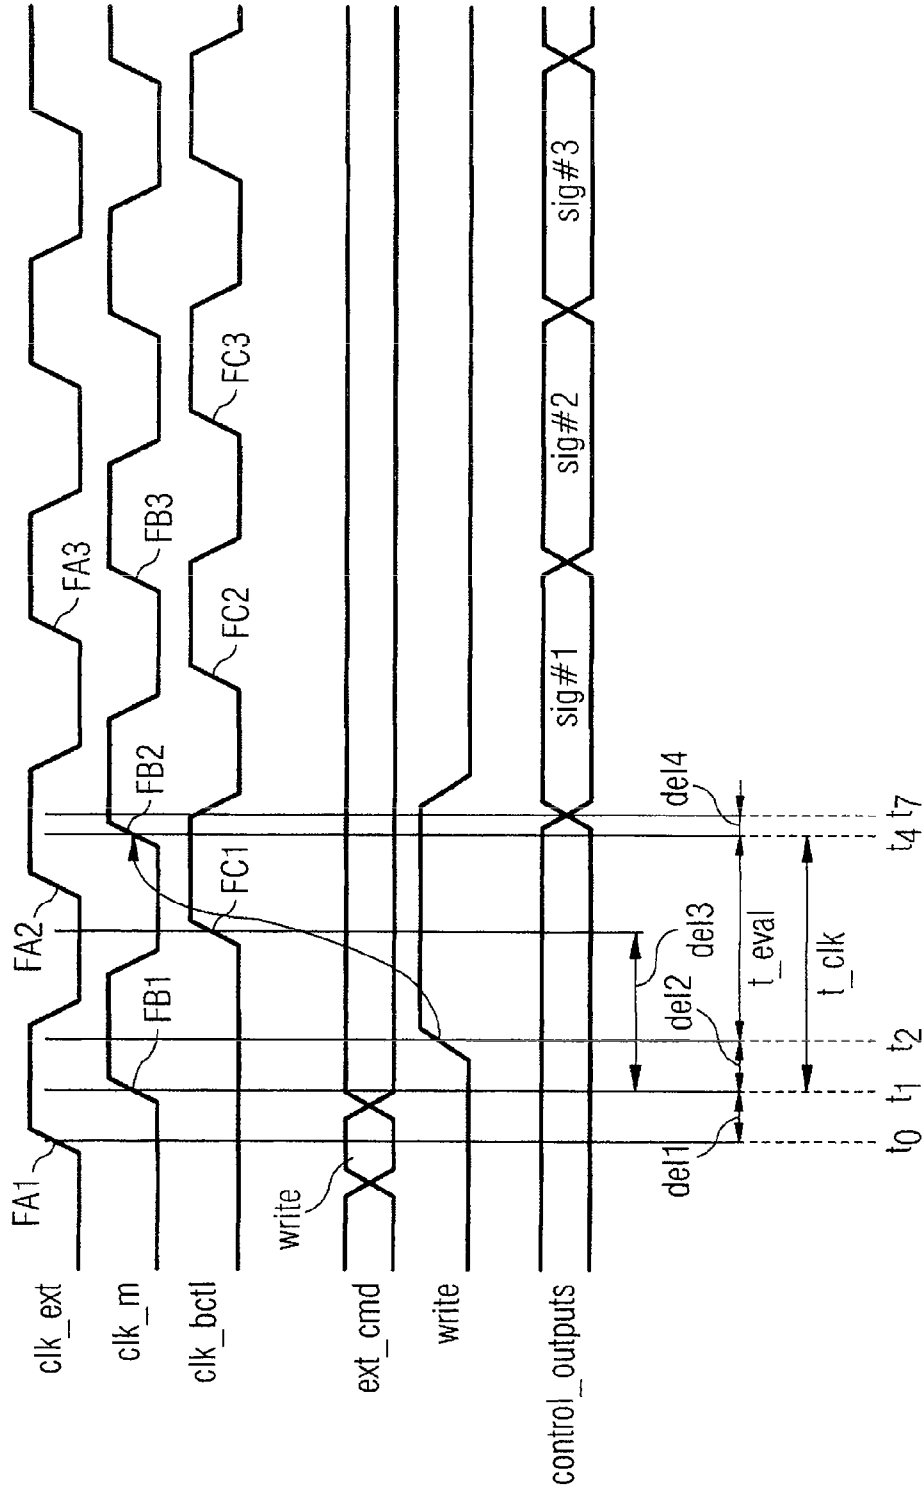 clk_ext
FA1
FA2
FA3
clk_m
FB1
FB2
FB3
clk_bctl
FC1
FC2
FC3
ext_cmd
write
write
control_outputs
sig#1
sig#2
sig#3
del1
del2
del3
del4
t_eval
t_clk
t0
t1
t2
t4
t7